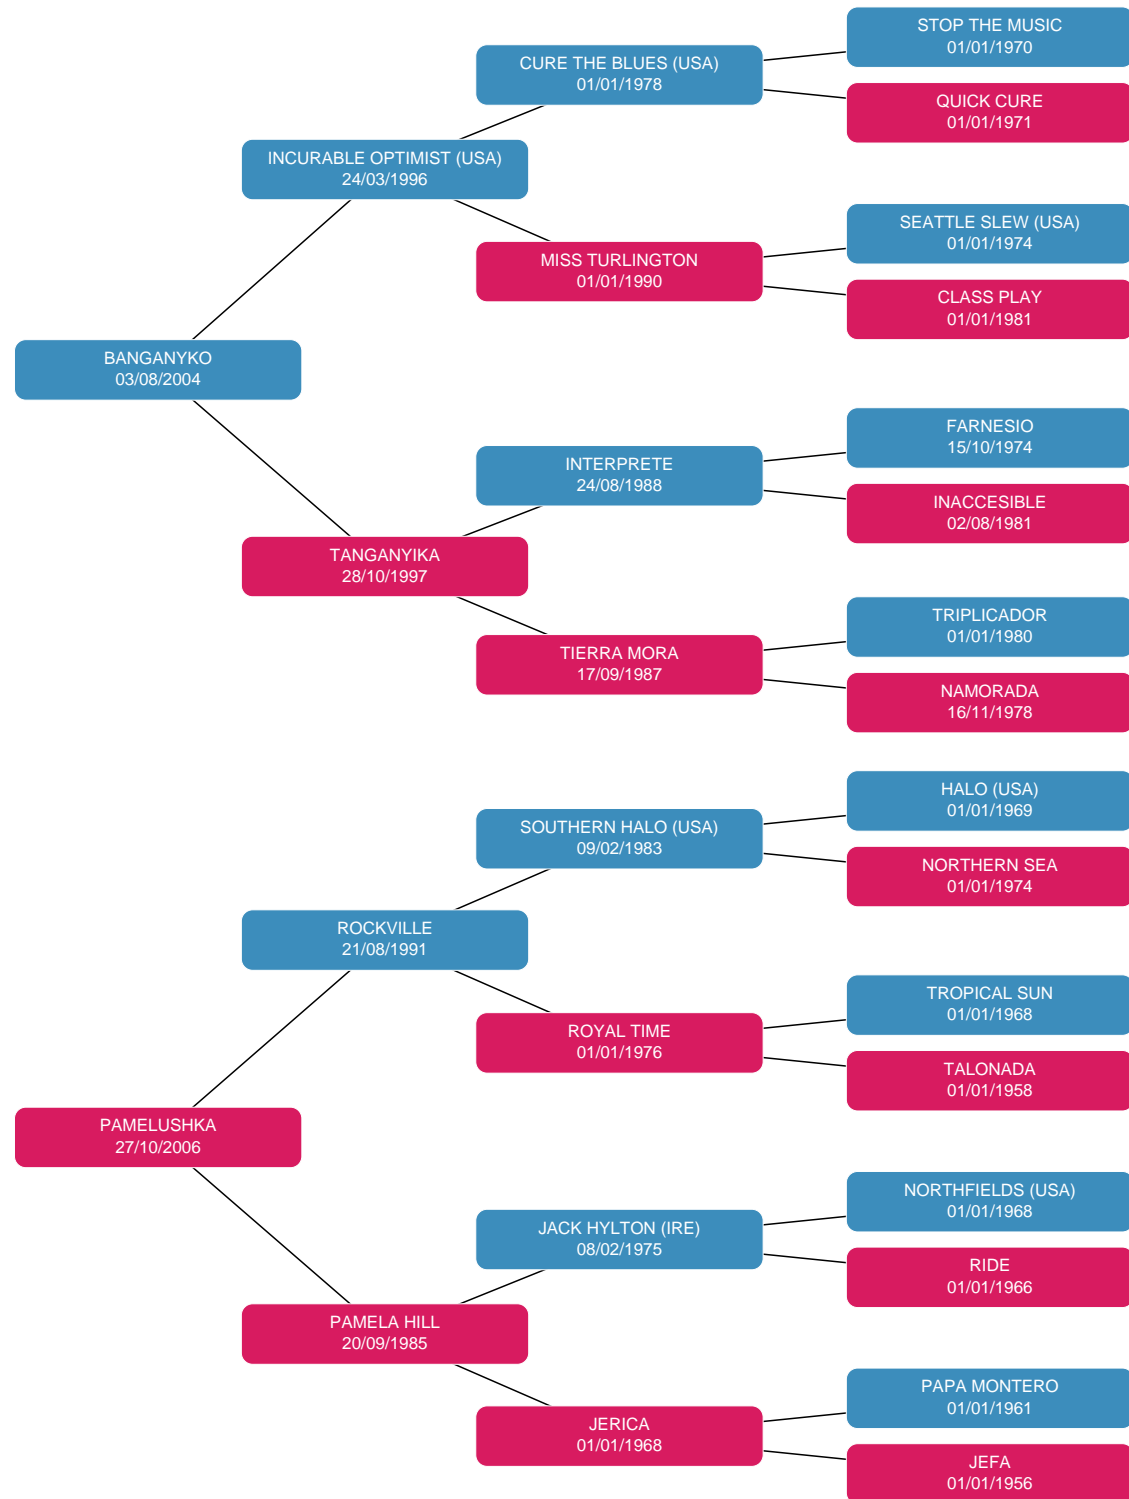 STOP THE MUSIC
01/01/1970
CURE THE BLUES (USA)
01/01/1978
QUICK CURE
01/01/1971
INCURABLE OPTIMIST (USA)
24/03/1996
SEATTLE SLEW (USA)
01/01/1974
MISS TURLINGTON
01/01/1990
CLASS PLAY
01/01/1981
BANGANYKO
03/08/2004
FARNESIO
15/10/1974
INTERPRETE
24/08/1988
INACCESIBLE
02/08/1981
TANGANYIKA
28/10/1997
TRIPLICADOR
01/01/1980
TIERRA MORA
17/09/1987
NAMORADA
16/11/1978
HALO (USA)
01/01/1969
SOUTHERN HALO (USA)
09/02/1983
NORTHERN SEA
01/01/1974
ROCKVILLE
21/08/1991
TROPICAL SUN
01/01/1968
ROYAL TIME
01/01/1976
TALONADA
01/01/1958
PAMELUSHKA
27/10/2006
NORTHFIELDS (USA)
01/01/1968
JACK HYLTON (IRE)
08/02/1975
RIDE
01/01/1966
PAMELA HILL
20/09/1985
PAPA MONTERO
01/01/1961
JERICA
01/01/1968
JEFA
01/01/1956